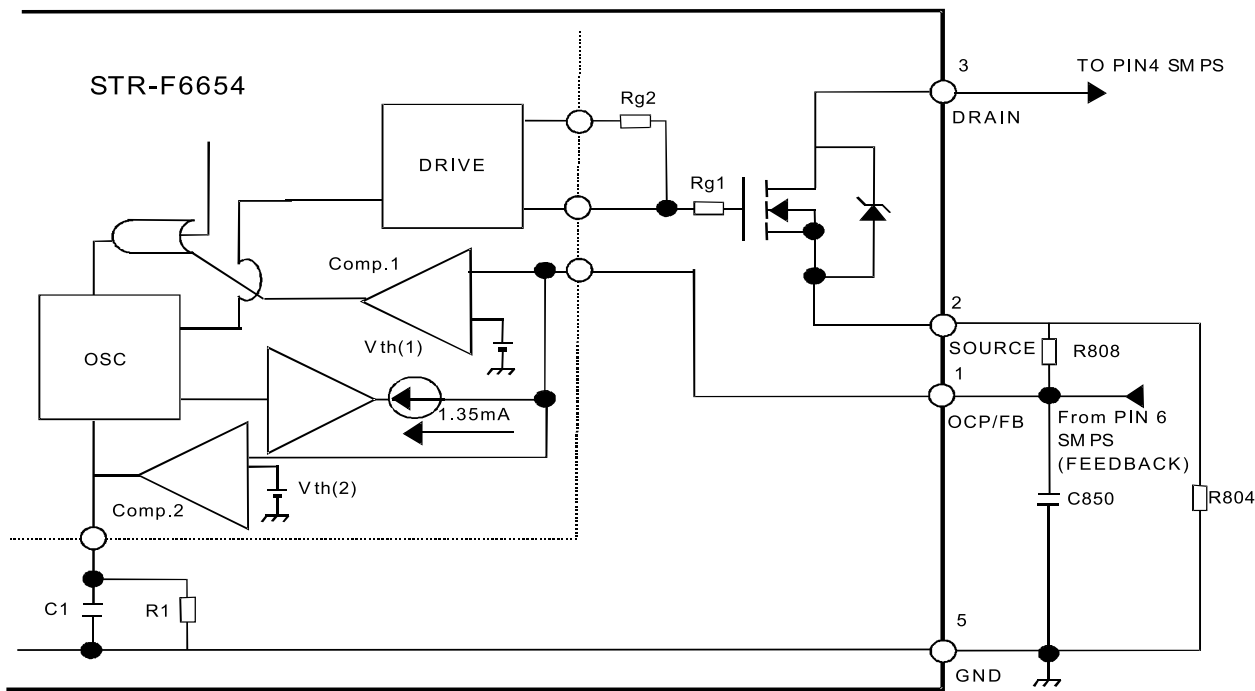 3
TO PIN4 SMPS
STR-F6654
Rg2
DRAIN
DRIVE
Rg1
Comp.1
2
Vth(1)
SOURCE
R808
OSC
1
1.35mA
OCP/FB
From PIN 6
SMPS
(FEEDBACK)
Vth(2)
C850
R804
Comp.2
C1
R1
5
GND